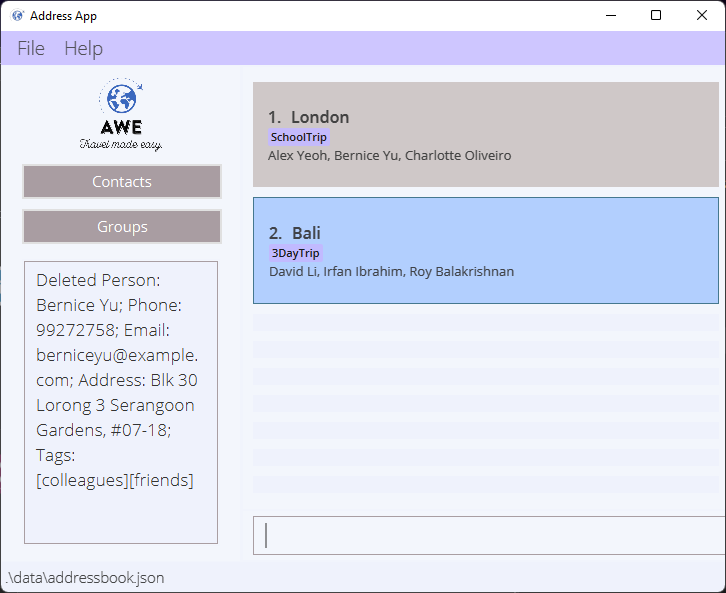 Address App
File Help
AWE
Travel made easy.
Contacts
Groups
Deleted Person:
Bernice Yu; Phone:
99272758; Email:
berniceyu@example.
com; Address: Blk 30
Lorong 3 Serangoon
Gardens, #07-18;
Tags:
[colleagues][friends]
1. London
SchoolTrip
Alex Yeoh, Bernice Yu, Charlotte Oliveiro
2. Bali
3DayTrip
David Li, Irfan Ibrahim, Roy Balakrishnan
.\data\addressbook.json